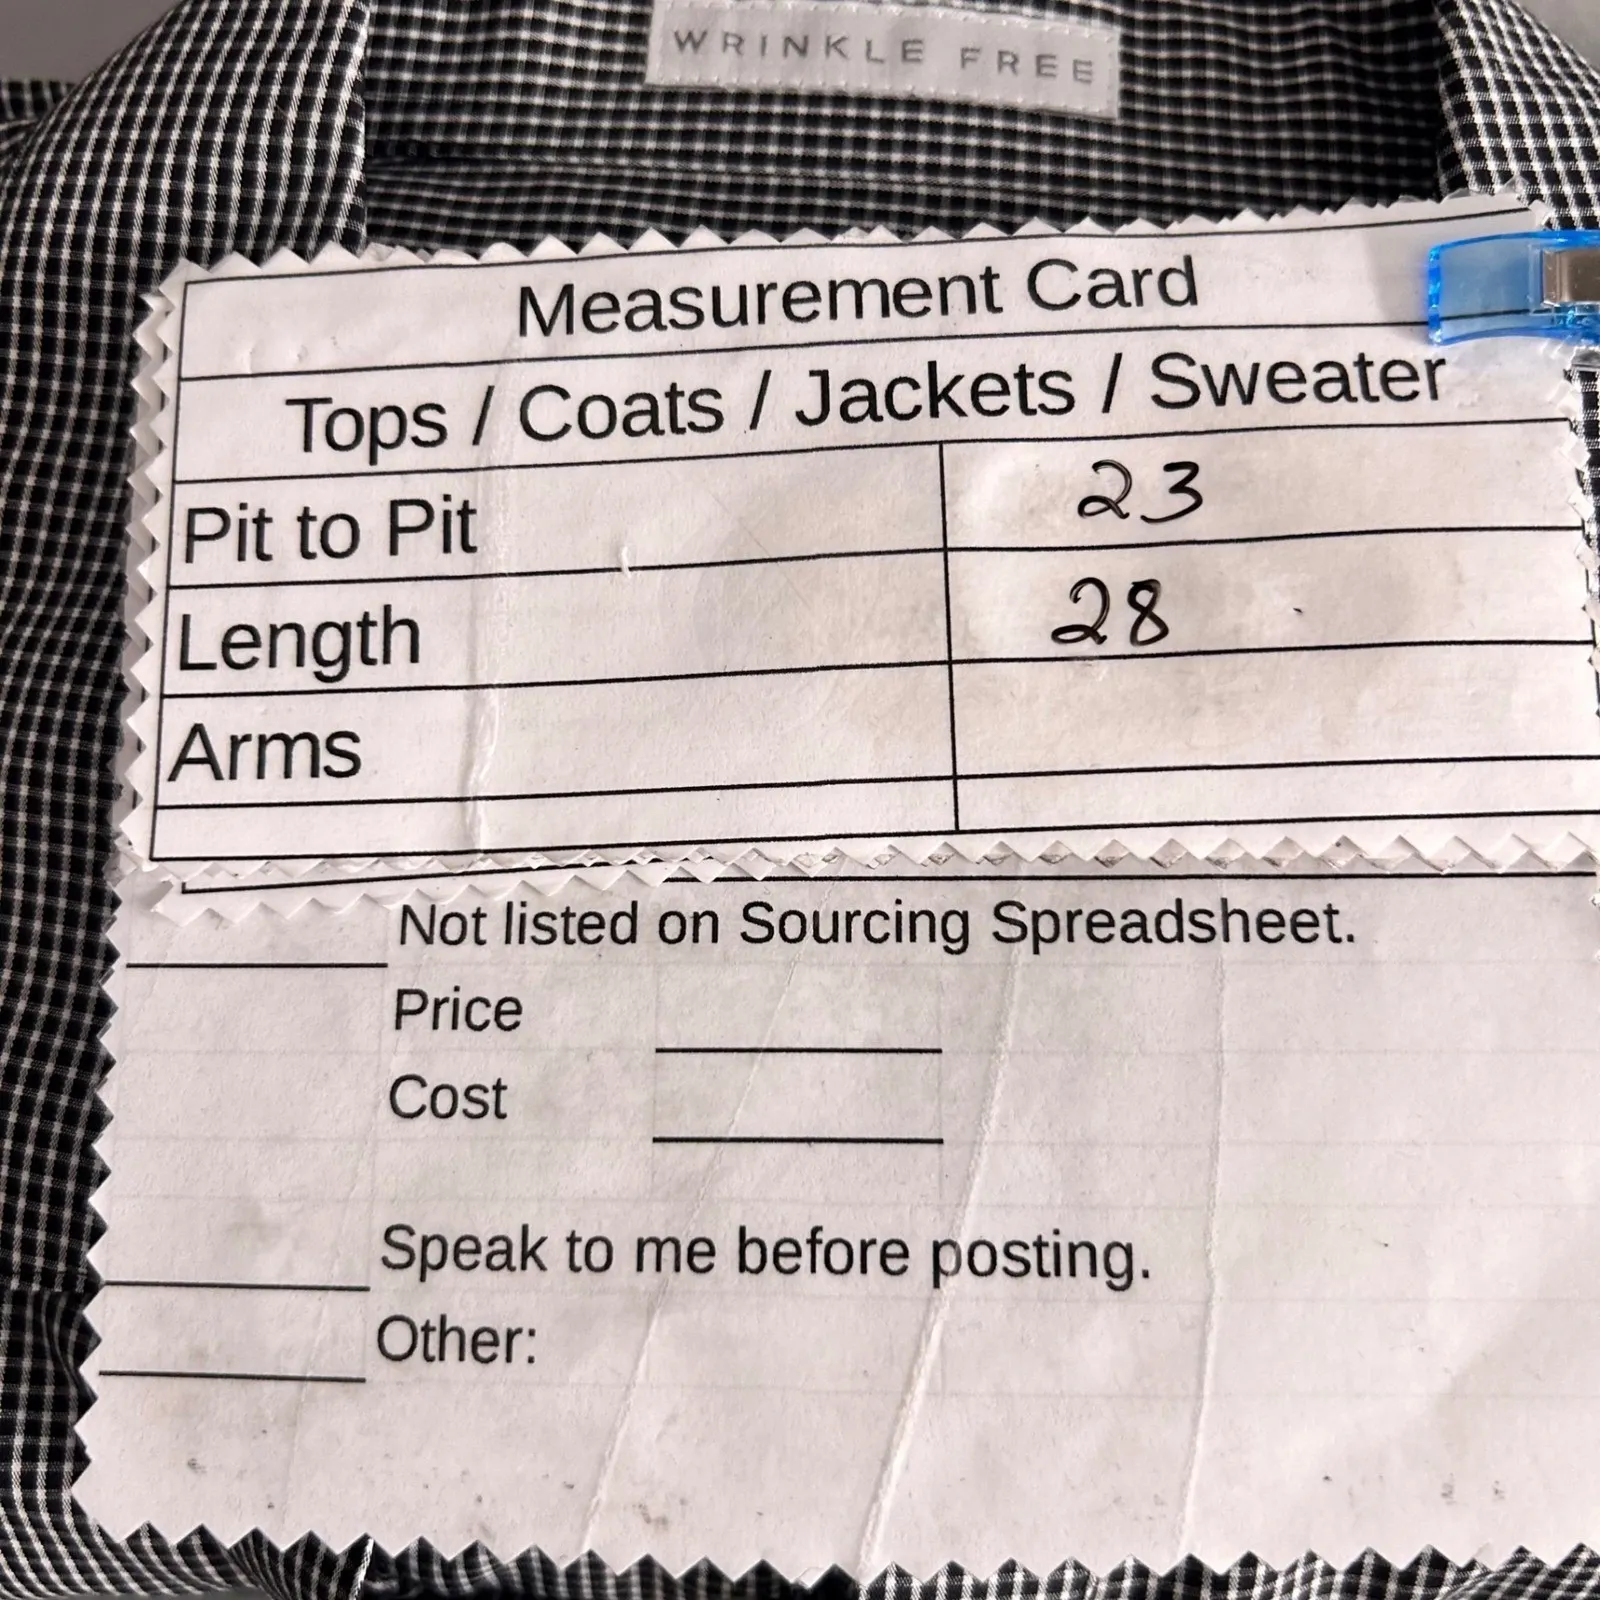 WRINKLE FREE
Measurement Card
Tops / Coats / Jackets / Sweater
Pit to Pit 23
Length 28
Arms
Not listed on Sourcing Spreadsheet.
Price
Cost
Speak to me before posting.
Other: